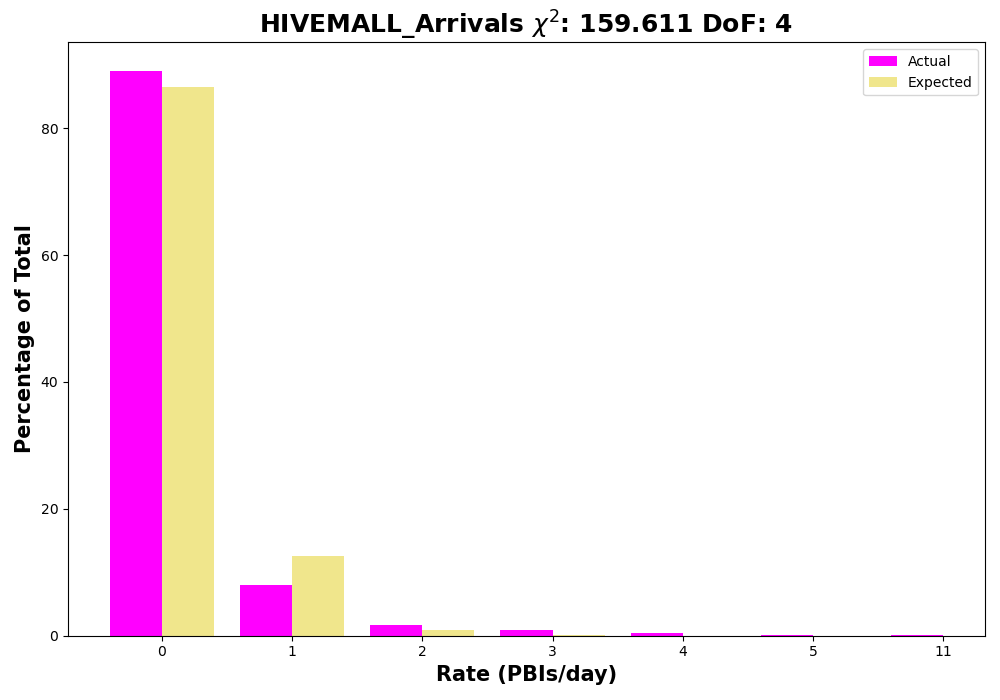 HIVEMALL_Arrivals χ²: 159.611 DoF: 4
Actual
Expected
Percentage of Total
80
60
40
20
0
0 1 2 3 4 5 11
Rate (PBIs/day)